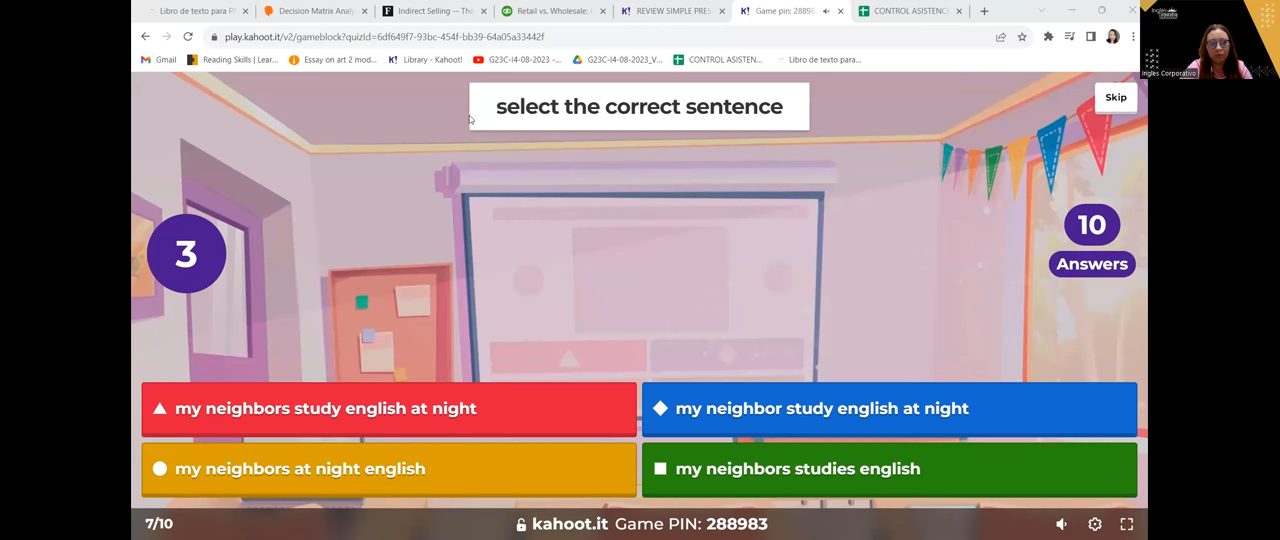 Libro de texto para P
Decision Matrix Anal
Indirect Selling -- The
Retail vs. Wholesale:
REVIEW SIMPLE PRES
Game pin: 28898
CONTROL ASISTENC
play.kahoot.it/v2/gameblock?quizId=6df649f7-93bc-454f-bb39-64a05a33442f
Gmail
Reading Skills | Lear...
Essay on art 2 mod...
Library - Kahoot!
G23C-I4-08-2023 -...
G23C-I4-08-2023_V...
CONTROL ASISTEN...
Libro de texto para...
Inglés Corporativo
select the correct sentence
Skip
3
10
Answers
my neighbors study english at night
my neighbor study english at night
my neighbors at night english
my neighbors studies english
7/10
kahoot.it Game PIN: 288983